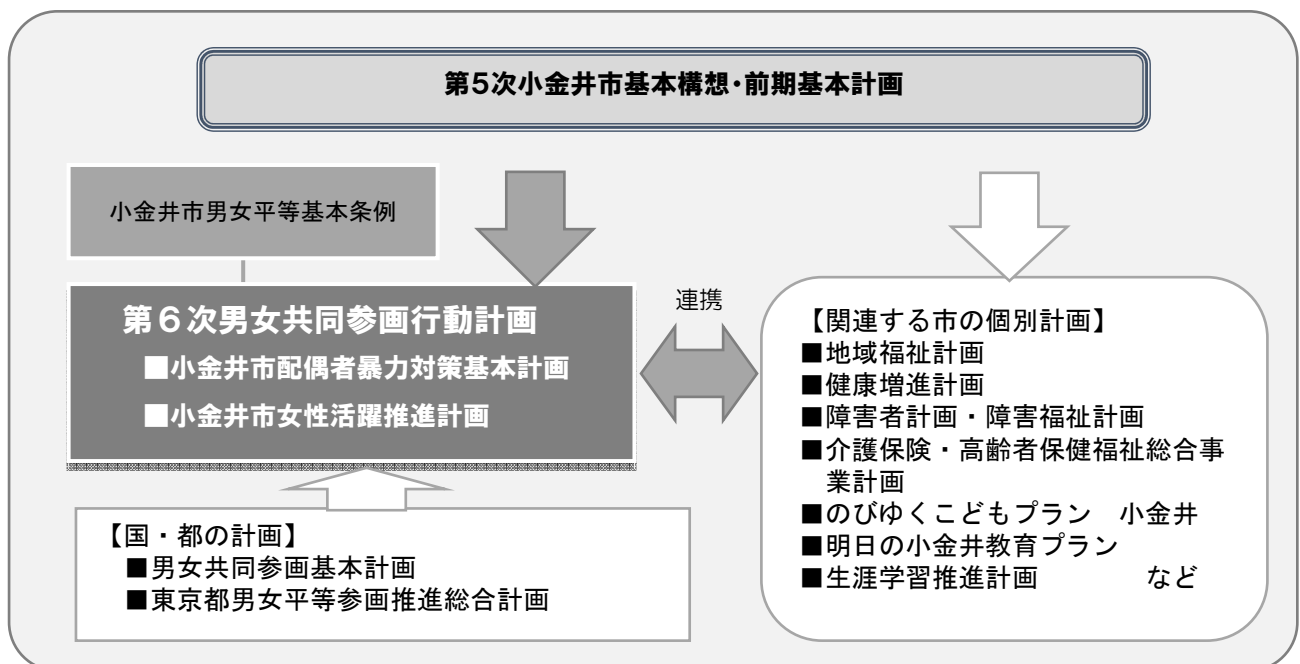 第5次小金井市基本構想・前期基本計画
小金井市男女平等基本条例
第６次男女共同参画行動計画
■小金井市配偶者暴力対策基本計画
■小金井市女性活躍推進計画
連携
【関連する市の個別計画】
■地域福祉計画
■健康増進計画
■障害者計画・障害福祉計画
■介護保険・高齢者保健福祉総合事
業計画
■のびゆくこどもプラン　小金井
■明日の小金井教育プラン
■生涯学習推進計画　　　　など
【国・都の計画】
■男女共同参画基本計画
■東京都男女平等参画推進総合計画